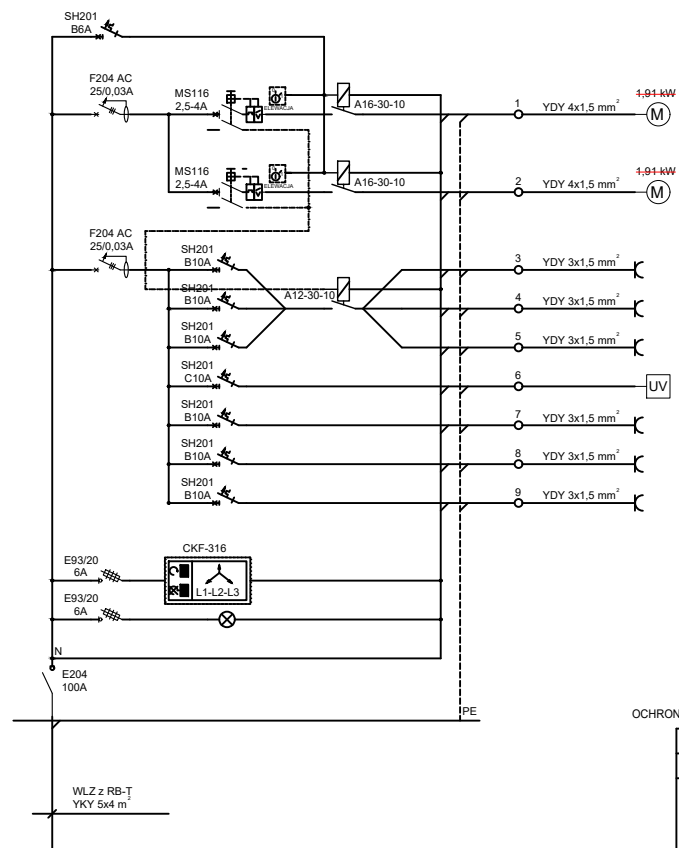 SH201
B6A
F204 AC
25/0,03A
MS116
2,5-4A
ELEWACJA
A16-30-10
1
YDY 4x1,5 mm²
1,91 kW
M
MS116
2,5-4A
ELEWACJA
A16-30-10
2
YDY 4x1,5 mm²
1,91 kW
M
F204 AC
25/0,03A
SH201
B10A
3
YDY 3x1,5 mm²
SH201
B10A
A12-30-10
4
YDY 3x1,5 mm²
SH201
B10A
5
YDY 3x1,5 mm²
SH201
C10A
6
UV
SH201
B10A
7
YDY 3x1,5 mm²
SH201
B10A
8
YDY 3x1,5 mm²
SH201
B10A
9
YDY 3x1,5 mm²
CKF-316
E93/20
6A
L1-L2-L3
E93/20
6A
N
E204
100A
PE
OCHRON
WLZ z RB-T
YKY 5x4 m²